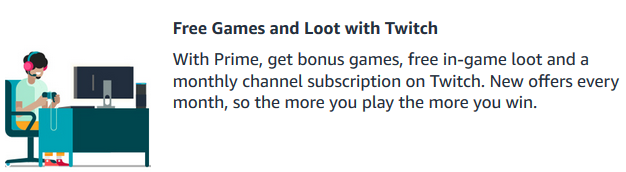 Free Games and Loot with Twitch
With Prime, get bonus games, free in-game loot and a
monthly channel subscription on Twitch. New offers every
month, so the more you play the more you win.